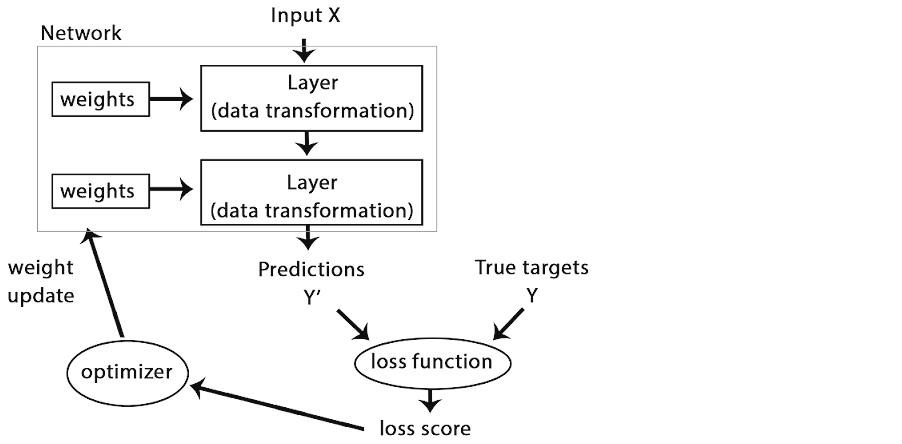 Input X
Network
weights
Layer
(data transformation)
weights
Layer
(data transformation)
weight
update
Predictions
Y’
True targets
Y
optimizer
loss function
loss score